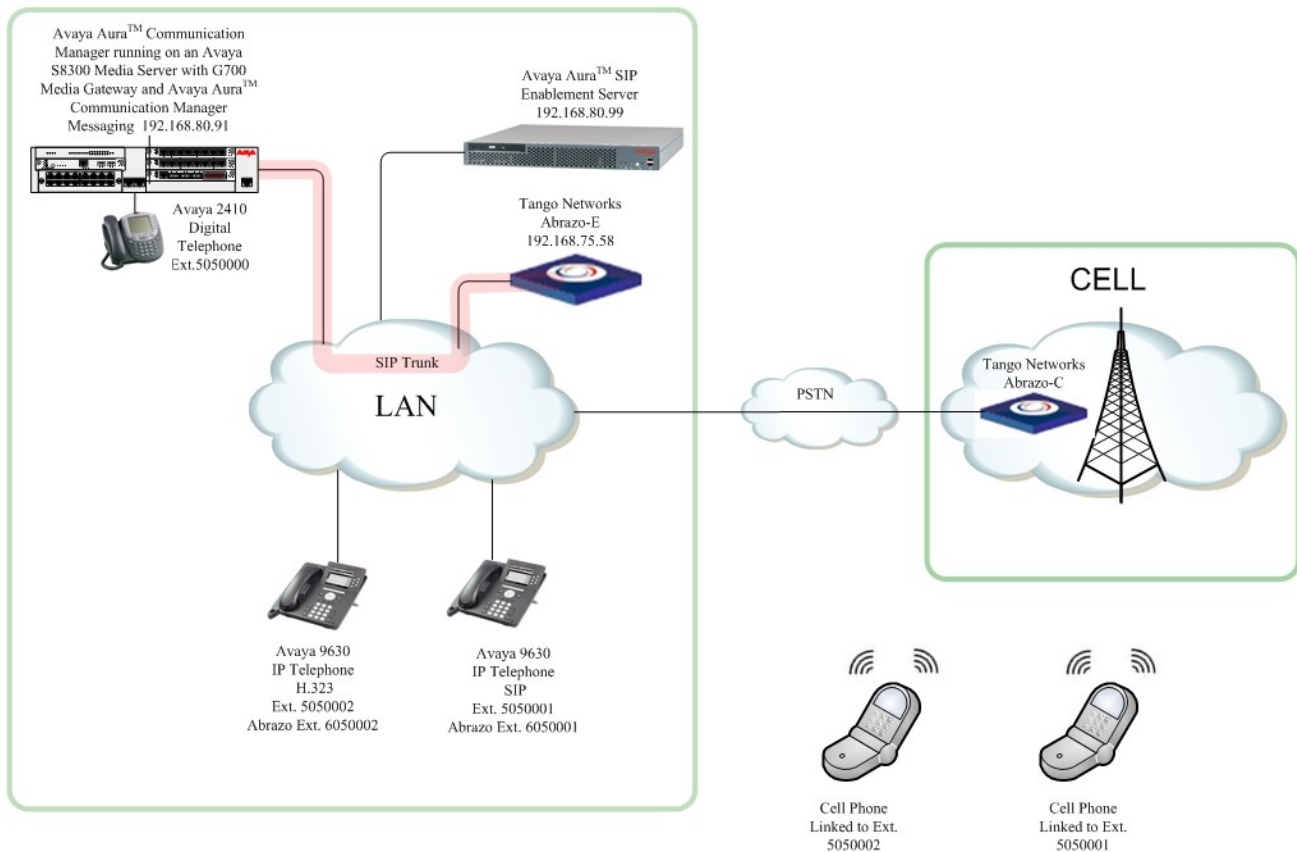 Avaya Aura™ Communication
Manager running on an Avaya
S8300 Media Server with G700
Media Gateway and Avaya Aura™
Communication Manager
Messaging 192.168.80.91
AVAYA
Avaya 2410
Digital
Telephone
Ext.5050000
Avaya Aura™ SIP
Enablement Server
192.168.80.99
AVAYA
Tango Networks
Abrazo-E
192.168.75.58
SIP Trunk
LAN
PSTN
CELL
Tango Networks
Abrazo-C
Avaya 9630
IP Telephone
H.323
Ext. 5050002
Abrazo Ext. 6050002
Avaya 9630
IP Telephone
SIP
Ext. 5050001
Abrazo Ext. 6050001
Cell Phone
Linked to Ext.
5050002
Cell Phone
Linked to Ext.
5050001